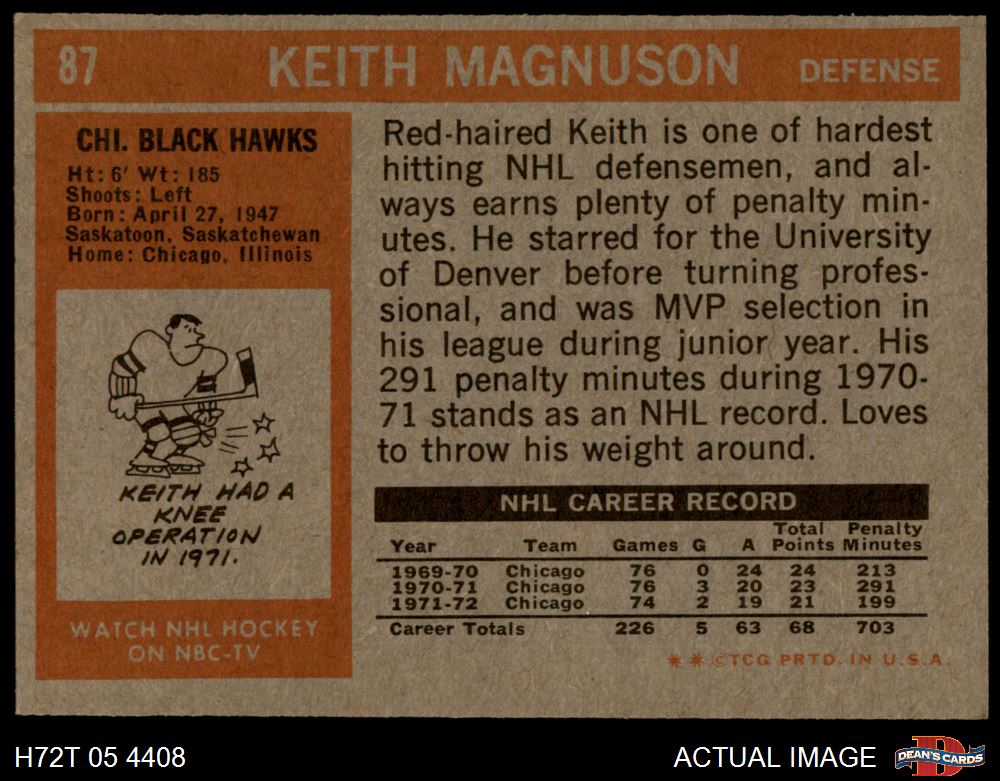 87 KEITH MAGNUSON DEFENSE
CHI. BLACK HAWKS
Ht: 6' Wt: 185
Shoots: Left
Born: April 27, 1947
Saskatoon, Saskatchewan
Home: Chicago, Illinois
KEITH HAD A
KNEE
OPERATION
IN 1971.
WATCH NHL HOCKEY
ON NBC-TV
Red-haired Keith is one of hardest
hitting NHL defensemen, and al-
ways earns plenty of penalty min-
utes. He starred for the University
of Denver before turning profes-
sional, and was MVP selection in
his league during junior year. His
291 penalty minutes during 1970-
71 stands as an NHL record. Loves
to throw his weight around.
NHL CAREER RECORD
Total Penalty
Year Team Games G A Points Minutes
1969-70 Chicago 76 0 24 24 213
1970-71 Chicago 76 3 20 23 291
1971-72 Chicago 74 2 19 21 199
Career Totals 226 5 63 68 703
* * ©TCG PRTD. IN U.S.A.
H72T 05 4408 ACTUAL IMAGE D DEAN'S CARDS